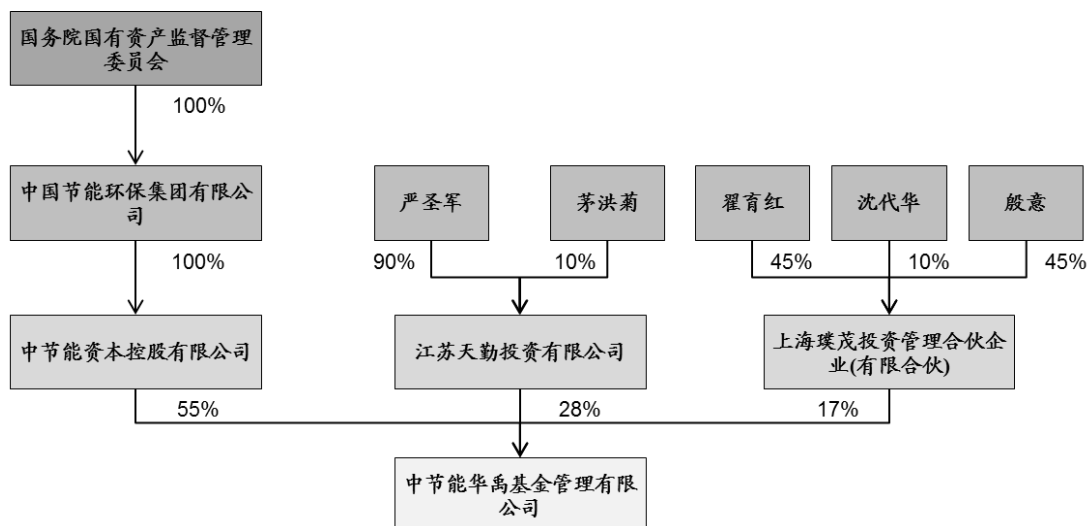 国务院国有资产监督管理
委员会
100%
中国节能环保集团有限公
司
严圣军
茅洪菊
翟育红
沈代华
殷意
100%
90%
10%
45%
10%
45%
中节能资本控股有限公司
江苏天勤投资有限公司
上海璞茂投资管理合伙企
业(有限合伙)
55%
28%
17%
中节能华禹基金管理有限
公司